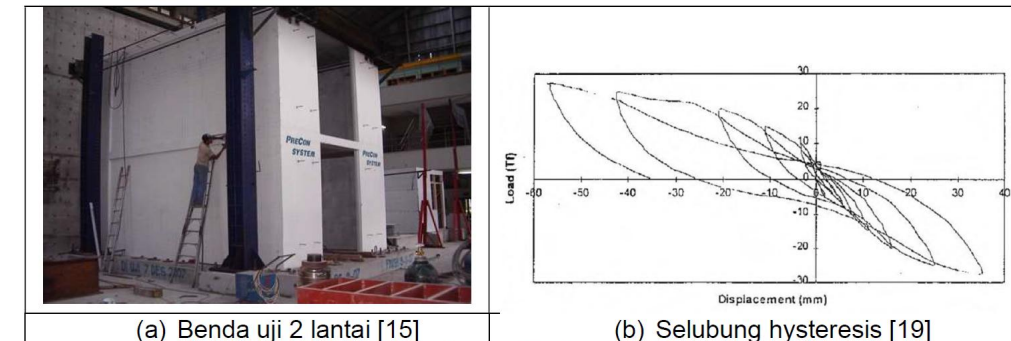 PRECON
SYSTEM
PRECON
SYSTEM
Load (Tf)
30
20
10
0
-10
-20
-30
-60
-50
-40
-30
-20
-10
0
10
20
30
40
Displacement (mm)
(a) Benda uji 2 lantai [15]
(b) Selubung hysteresis [19]